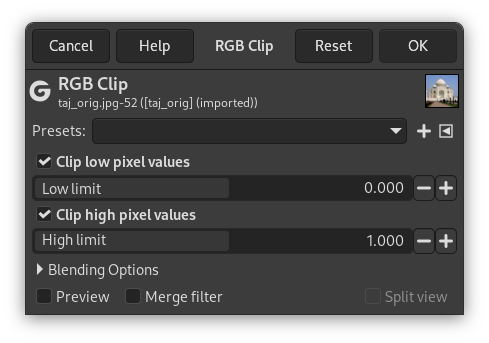 Cancel Help RGB Clip Reset OK
RGB Clip
taj_orig.jpg-52 ([taj_orig] (imported))
Presets:
Clip low pixel values
Low limit 0.000
Clip high pixel values
High limit 1.000
Blending Options
Preview Merge filter Split view